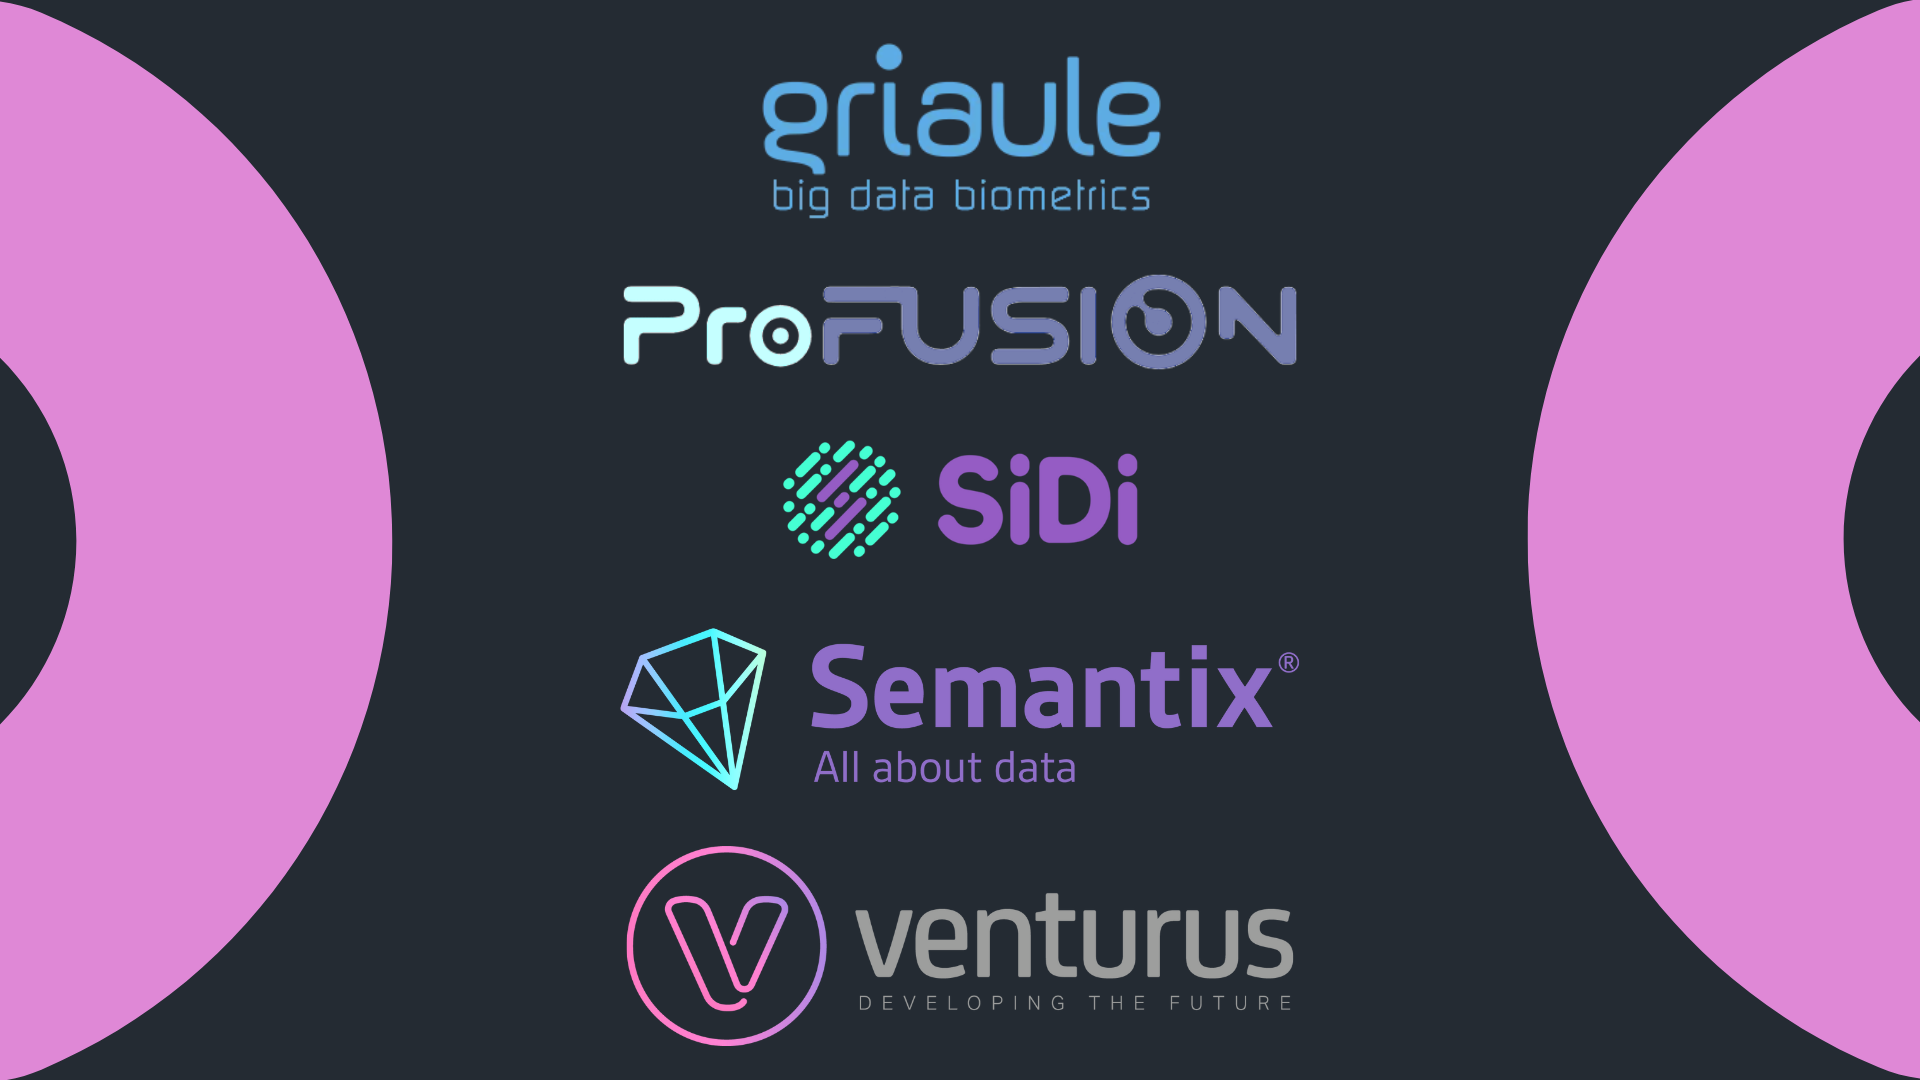 griaule
big data biometrics
ProFUSION
SiDi
Semantix®
All about data
venturus
DEVELOPING THE FUTURE